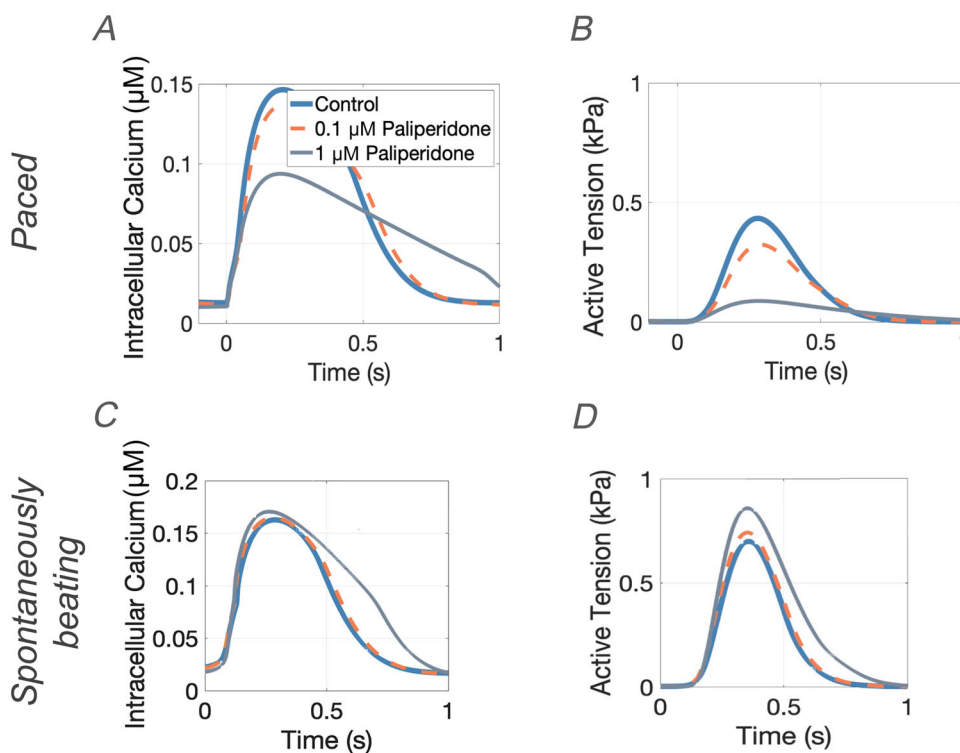 A
B
Paced
Intracellular Calcium (μM)
0.15
0.1
0.05
0
0
0.5
1
Time (s)
Control
0.1 μM Paliperidone
1 μM Paliperidone
Active Tension (kPa)
1
0.5
0
0
0.5
1
Time (s)
C
D
Spontaneously
beating
Intracellular Calcium (μM)
0.2
0.15
0.1
0.05
0
0
0.5
1
Time (s)
Active Tension (kPa)
1
0.5
0
0
0.5
1
Time (s)